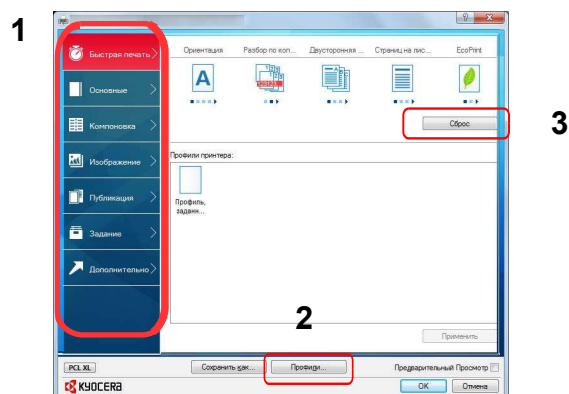 1
? X
Быстрая печать
Ориентация Разбор по коп... Двусторонняя ... Страниц на лис... EcoPrint
A
Основные
Компоновка
Сброс
3
Изображение
Профили принтера:
Публикация
Профиль,
заданн...
Задание
Дополнительно
2
Применить
PCL XL Сохранить как... Профили... Предварительный Просмотр
KYOCERA OK Отмена